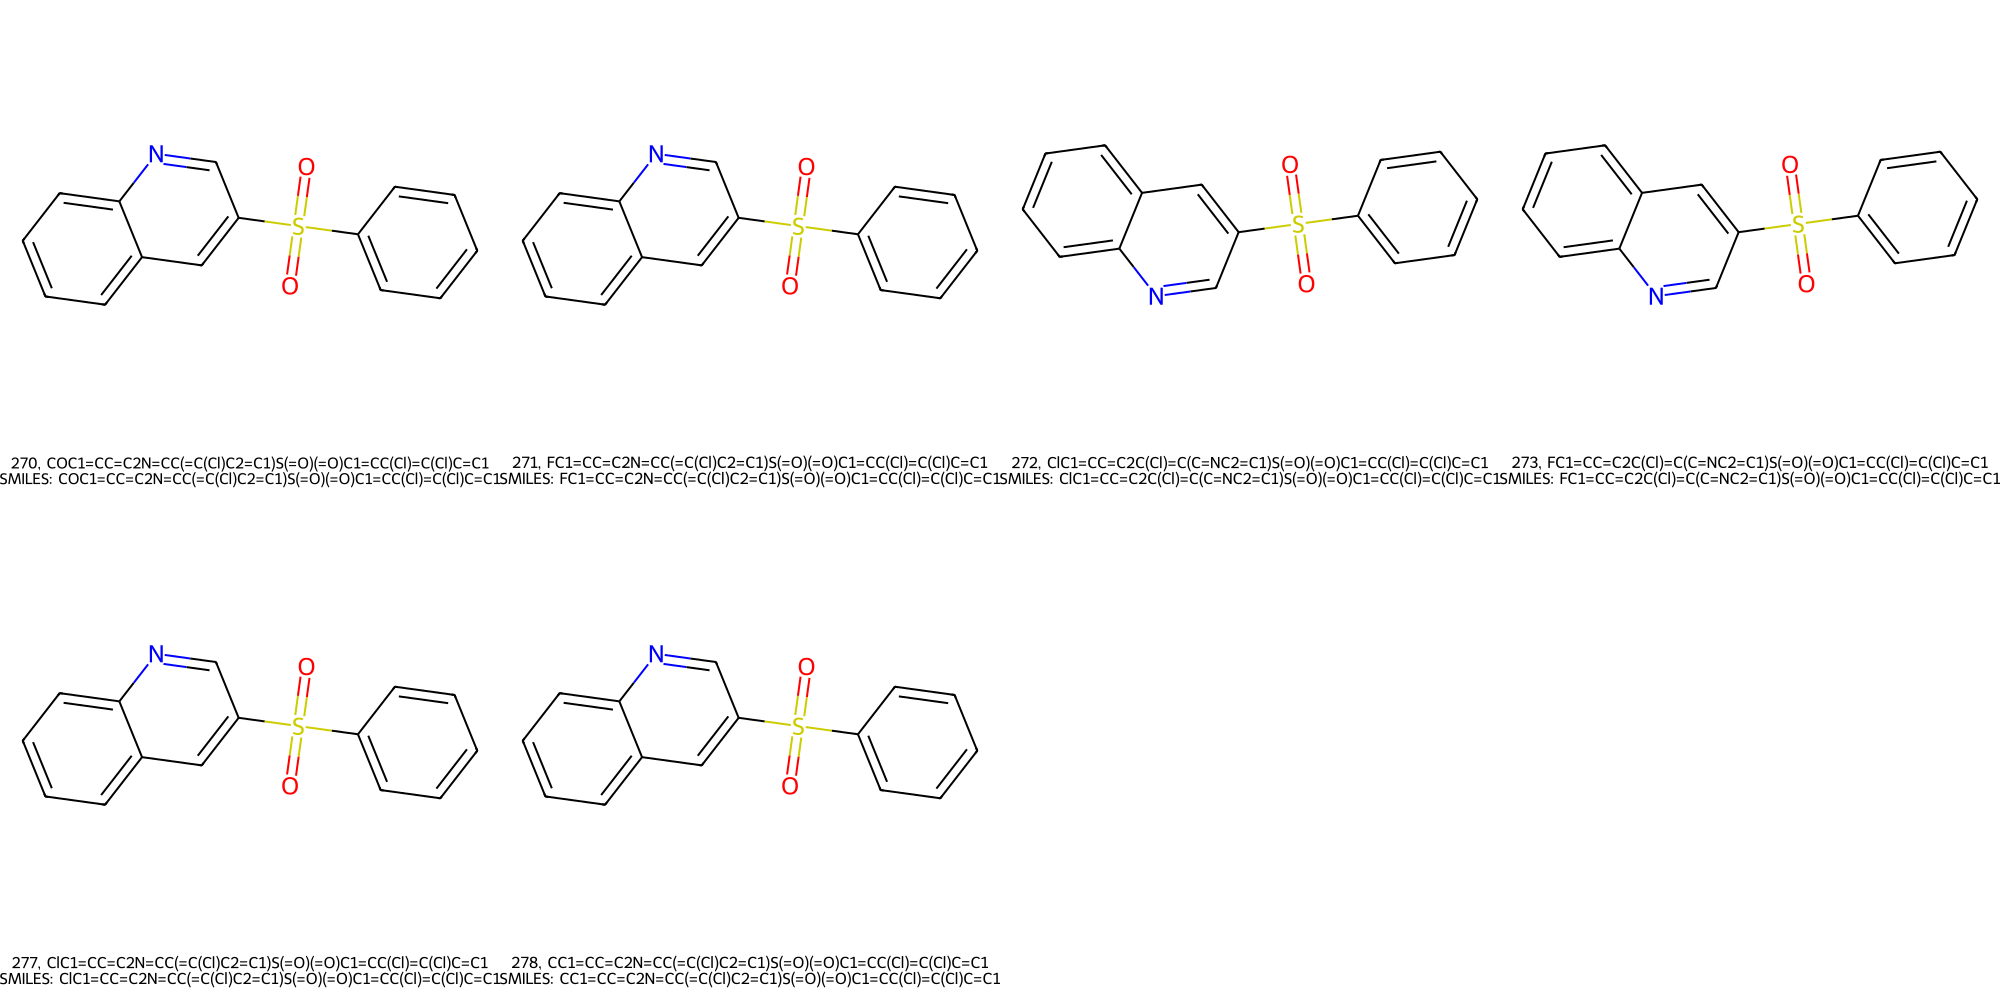 N O S O
N O S O
O S O N
O S O N
270, COC1=CC=C2N=CC(=C(Cl)C2=C1)S(=O)(=O)C1=CC(Cl)=C(Cl)C=C1
SMILES: COC1=CC=C2N=CC(=C(Cl)C2=C1)S(=O)(=O)C1=CC(Cl)=C(Cl)C=C1
271, FC1=CC=C2N=CC(=C(Cl)C2=C1)S(=O)(=O)C1=CC(Cl)=C(Cl)C=C1
SMILES: FC1=CC=C2N=CC(=C(Cl)C2=C1)S(=O)(=O)C1=CC(Cl)=C(Cl)C=C1
272, ClC1=CC=C2C(Cl)=C(C=NC2=C1)S(=O)(=O)C1=CC(Cl)=C(Cl)C=C1
SMILES: ClC1=CC=C2C(Cl)=C(C=NC2=C1)S(=O)(=O)C1=CC(Cl)=C(Cl)C=C1
273, FC1=CC=C2C(Cl)=C(C=NC2=C1)S(=O)(=O)C1=CC(Cl)=C(Cl)C=C1
SMILES: FC1=CC=C2C(Cl)=C(C=NC2=C1)S(=O)(=O)C1=CC(Cl)=C(Cl)C=C1
N O S O
N O S O
277, ClC1=CC=C2N=CC(=C(Cl)C2=C1)S(=O)(=O)C1=CC(Cl)=C(Cl)C=C1
SMILES: ClC1=CC=C2N=CC(=C(Cl)C2=C1)S(=O)(=O)C1=CC(Cl)=C(Cl)C=C1
278, CC1=CC=C2N=CC(=C(Cl)C2=C1)S(=O)(=O)C1=CC(Cl)=C(Cl)C=C1
SMILES: CC1=CC=C2N=CC(=C(Cl)C2=C1)S(=O)(=O)C1=CC(Cl)=C(Cl)C=C1